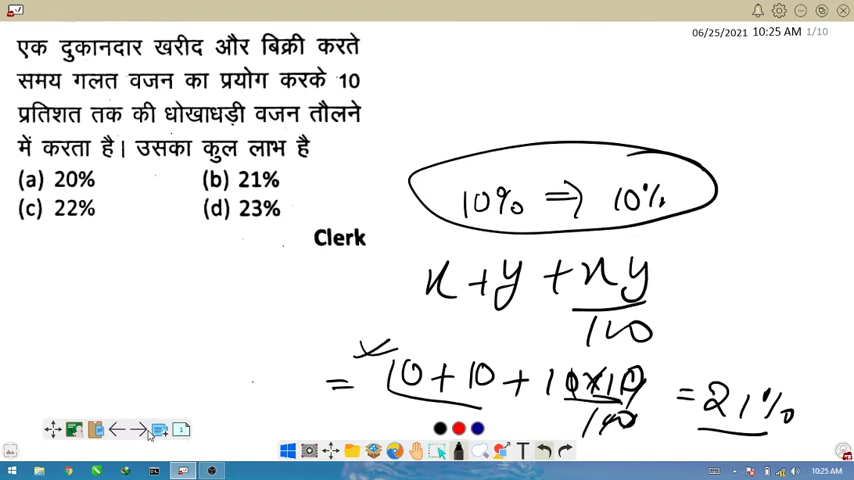 06/25/2021 10:25 AM 1/10
एक दुकानदार खरीद और बिक्री करते
समय गलत वजन का प्रयोग करके 10
प्रतिशत तक की धोखाधड़ी वजन तौलने
में करता है। उसका कुल लाभ है
(a) 20% (b) 21%
(c) 22% (d) 23%
Clerk
10% ⇒ 10%
x + y + xy/100
= 10 + 10 + 10×10/100 = 21%
1
10:25 AM